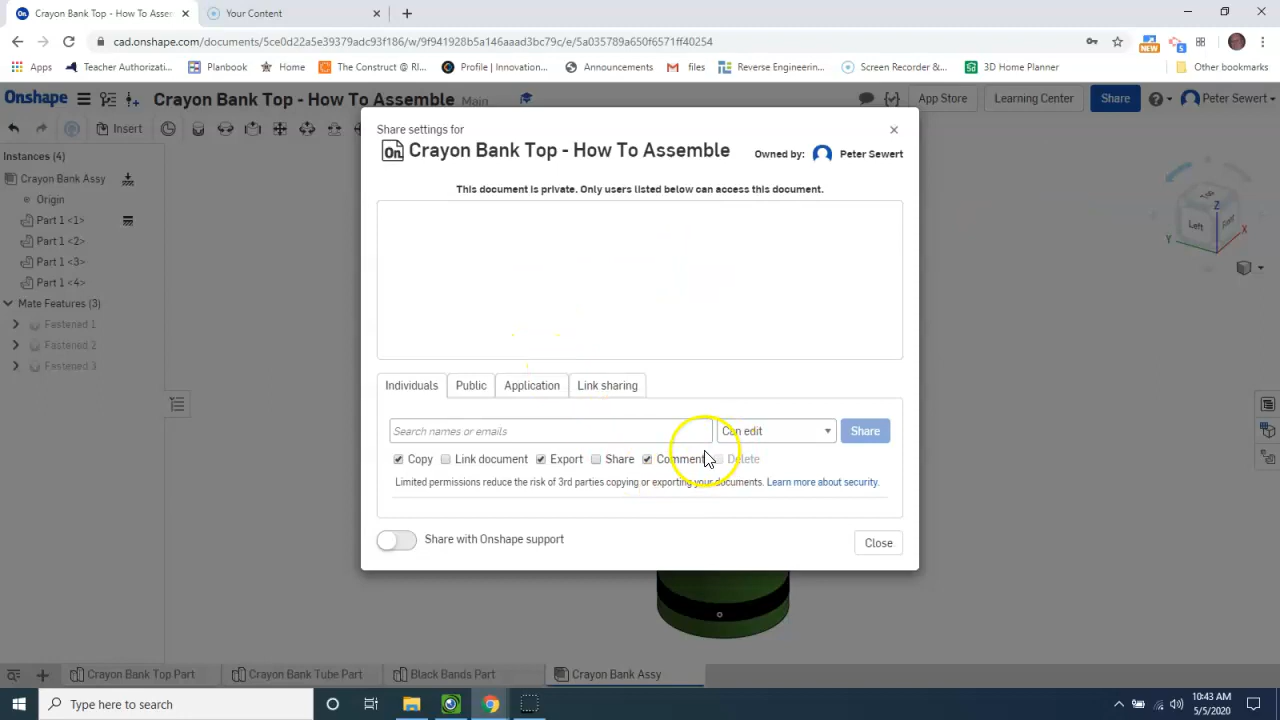 Crayon Bank Top - How To Assem
Your Content
cad.onshape.com/documents/5ce0d22a5e39379adc93f186/w/9f941928b5a146aaad3bc79c/e/5a035789a650f6571ff40254
NEW
5
Apps
Teacher Authorizati...
Planbook
Home
The Construct @ RI...
Profile | Innovation...
Announcements
files
Reverse Engineerin...
Screen Recorder &...
3D Home Planner
Other bookmarks
Onshape
Crayon Bank Top - How To Assemble
Main
App Store
Learning Center
Share
Peter Sewert
Insert
Instances (4)
Crayon Bank Assy
Origin
Part 1 <1>
Part 1 <2>
Part 1 <3>
Part 1 <4>
Mate Features (3)
Fastened 1
Fastened 2
Fastened 3
Share settings for
Crayon Bank Top - How To Assemble
Owned by: Peter Sewert
This document is private. Only users listed below can access this document.
Individuals
Public
Application
Link sharing
Search names or emails
Can edit
Share
Copy
Link document
Export
Share
Comment
Delete
Limited permissions reduce the risk of 3rd parties copying or exporting your documents. Learn more about security.
Share with Onshape support
Close
Top
Z
Left
Front
Y
X
Crayon Bank Top Part
Crayon Bank Tube Part
Black Bands Part
Crayon Bank Assy
Type here to search
10:43 AM
5/5/2020